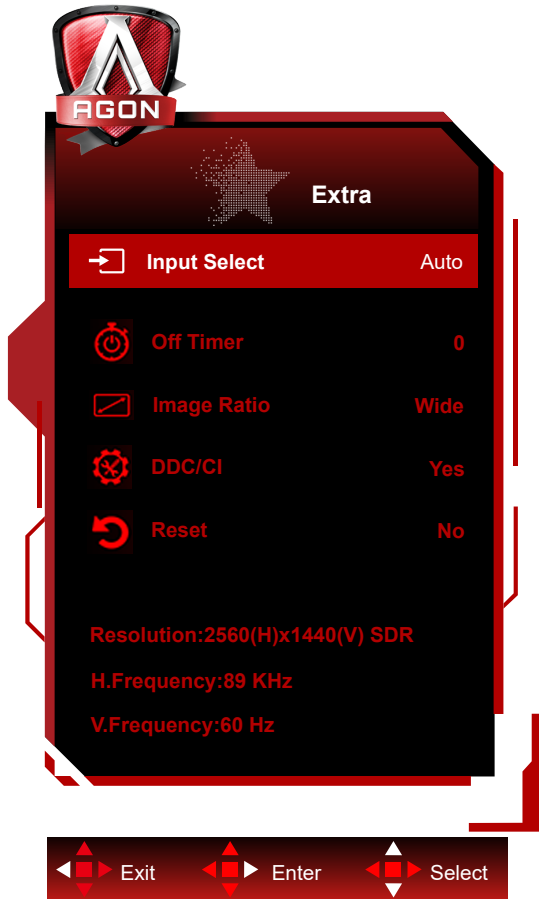 AGON
Extra
Input Select Auto
Off Timer 0
Image Ratio Wide
DDC/CI Yes
Reset No
Resolution:2560(H)x1440(V) SDR
H.Frequency:89 KHz
V.Frequency:60 Hz
Exit Enter Select